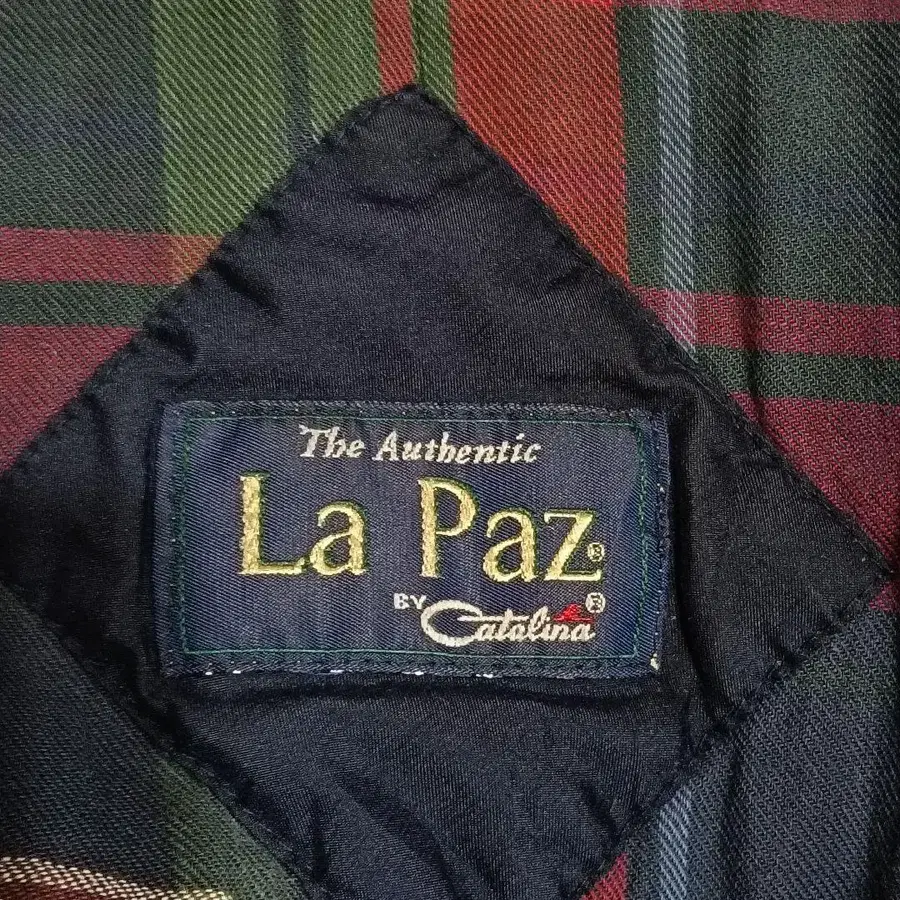 The Authentic
La Paz®
BY Catalina®